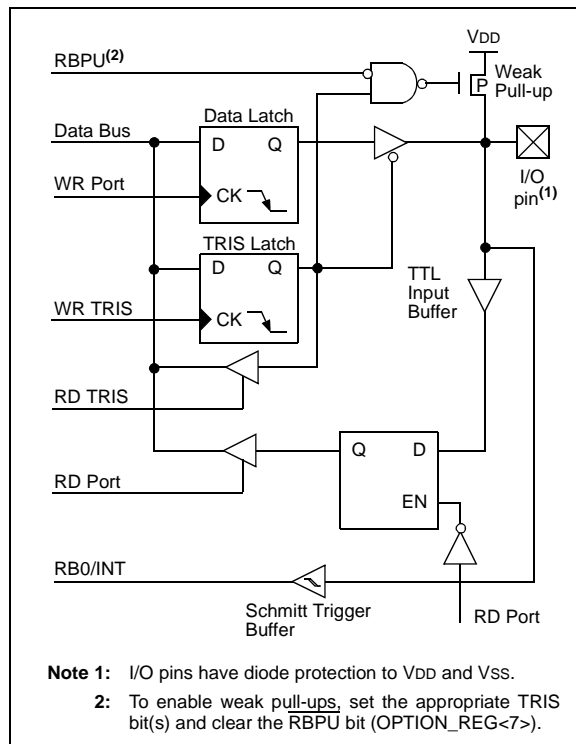 VDD
RBPU(2)
P
Weak
Pull-up
Data Bus
Data Latch
D Q
WR Port
CK
I/O
pin(1)
TRIS Latch
D Q
TTL
Input
Buffer
WR TRIS
CK
RD TRIS
Q D
RD Port
EN
RB0/INT
Schmitt Trigger
Buffer
RD Port
Note 1: I/O pins have diode protection to VDD and VSS.
2: To enable weak pull-ups, set the appropriate TRIS
bit(s) and clear the RBPU bit (OPTION_REG<7>).